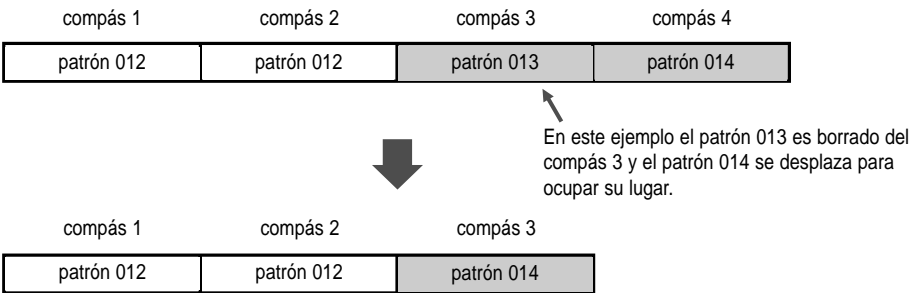 compás 1 compás 2 compás 3 compás 4
patrón 012 patrón 012 patrón 013 patrón 014
En este ejemplo el patrón 013 es borrado del
compás 3 y el patrón 014 se desplaza para
ocupar su lugar.
compás 1 compás 2 compás 3
patrón 012 patrón 012 patrón 014